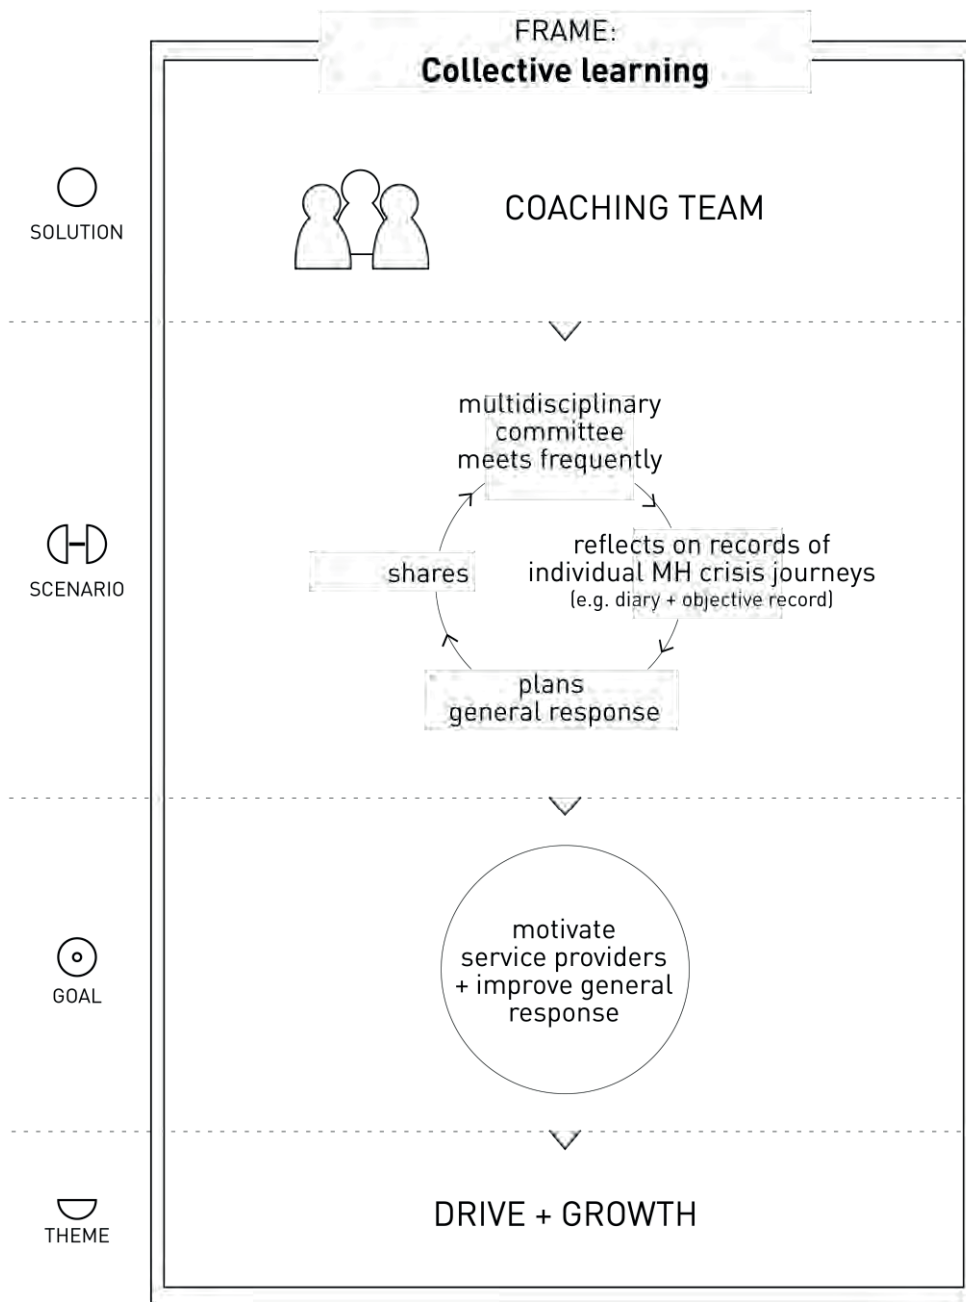 FRAME:
Collective learning
SOLUTION
COACHING TEAM
multidisciplinary
committee
meets frequently
SCENARIO
shares
reflects on records of
individual MH crisis journeys
(e.g. diary + objective record)
plans
general response
GOAL
motivate
service providers
+ improve general
response
THEME
DRIVE + GROWTH